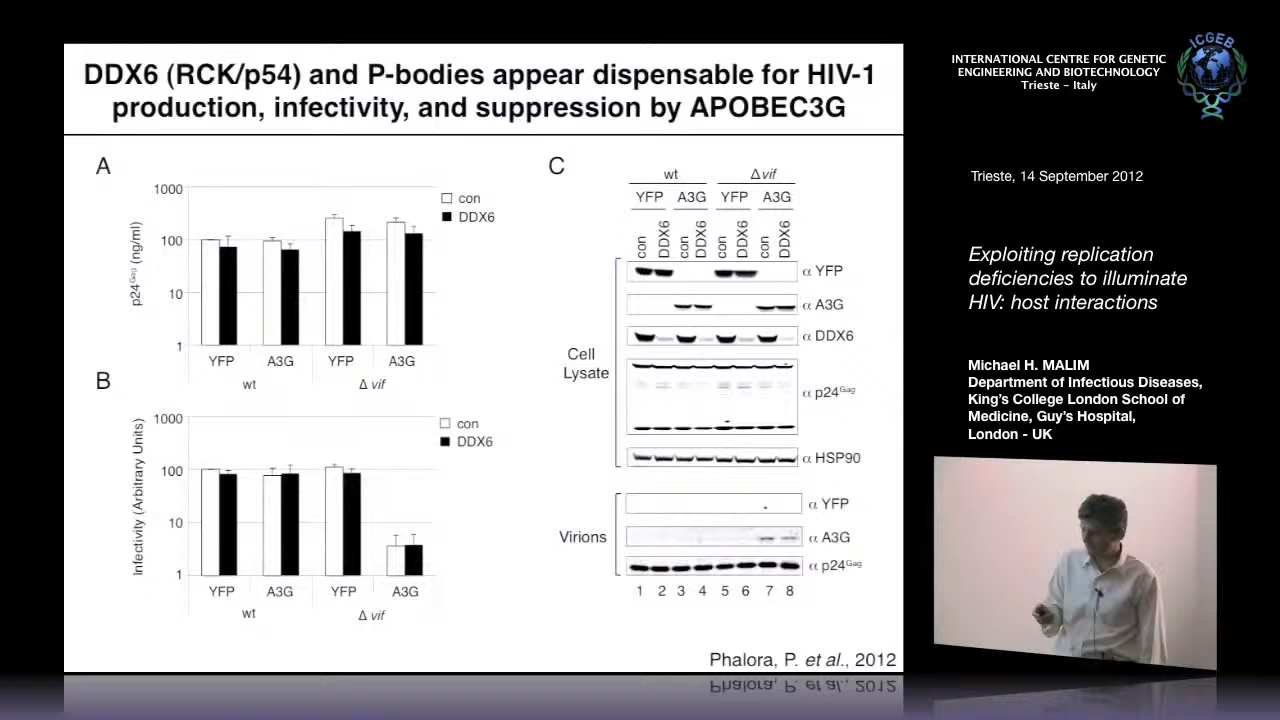 DDX6 (RCK/p54) and P-bodies appear dispensable for HIV-1
production, infectivity, and suppression by APOBEC3G
A
1000
100
10
1
p24Gag (ng/ml)
con
DDX6
YFP A3G YFP A3G
wt Δ vif
B
1000
100
10
1
Infectivity (Arbitrary Units)
con
DDX6
YFP A3G YFP A3G
wt Δ vif
C
wt Δ vif
YFP A3G YFP A3G
con DDX6 con DDX6 con DDX6 con DDX6
α YFP
α A3G
α DDX6
Cell
Lysate
α p24Gag
α HSP90
α YFP
Virions
α A3G
α p24Gag
1 2 3 4 5 6 7 8
Phalora, P. et al., 2012
INTERNATIONAL CENTRE FOR GENETIC
ENGINEERING AND BIOTECHNOLOGY
Trieste – Italy
ICGEB
Trieste, 14 September 2012
Exploiting replication
deficiencies to illuminate
HIV: host interactions
Michael H. MALIM
Department of Infectious Diseases,
King's College London School of
Medicine, Guy's Hospital,
London - UK